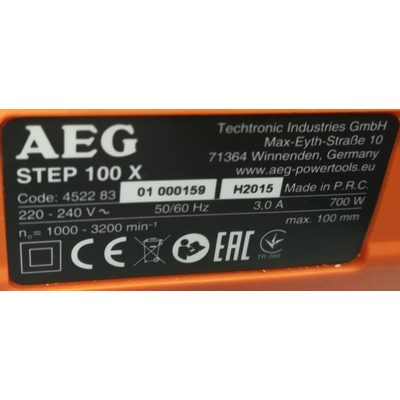 AEG
STEP 100 X
Techtronic Industries GmbH
Max-Eyth-Straße 10
71364 Winnenden, Germany
www.aeg-powertools.eu
Code: 4522 83 01 000159 H2015 Made in P.R.C.
220 - 240 V ~ 50/60 Hz 3,0 A 700 W
n₀= 1000 - 3200 min⁻¹ max. 100 mm
CE EAC
TR 066